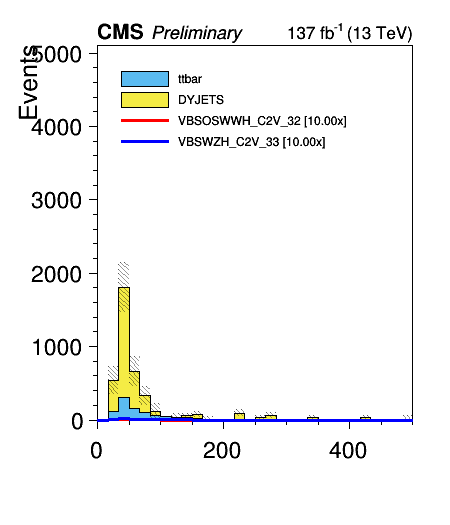 CMS Preliminary 137 fb⁻¹ (13 TeV)
Events
5000
4000
3000
2000
1000
0
ttbar
DYJETS
VBSOSWWH_C2V_32 [10.00x]
VBSWZH_C2V_33 [10.00x]
0 200 400